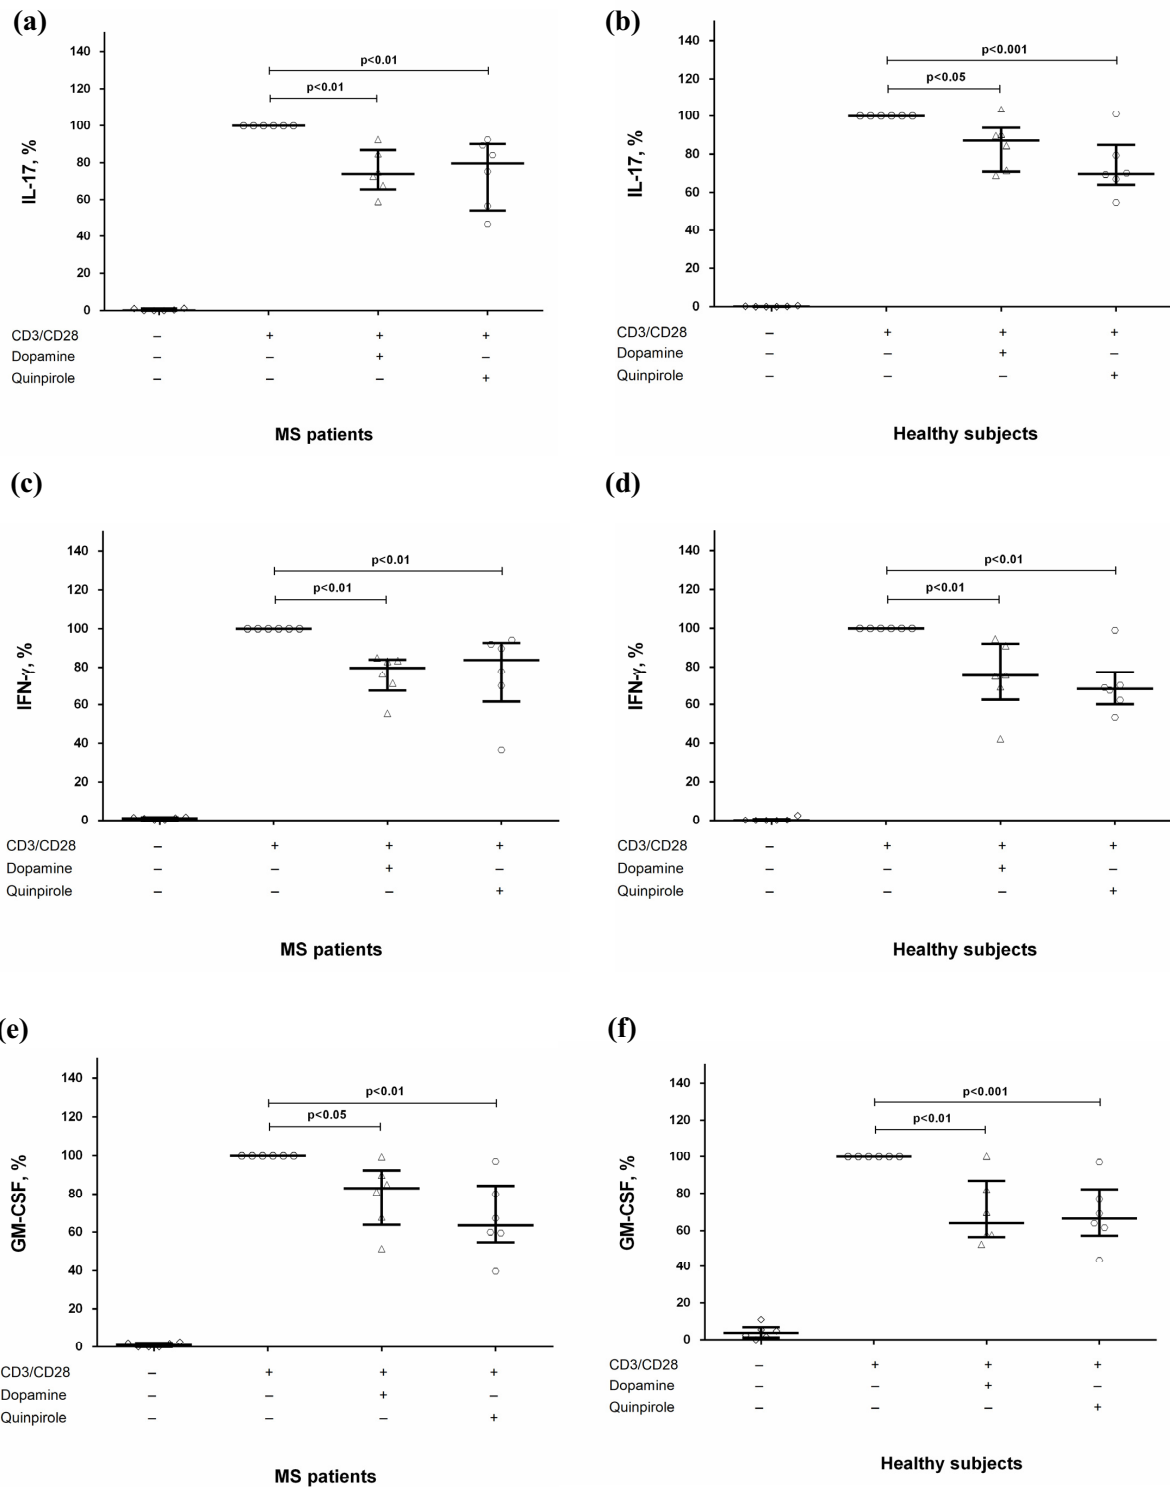 (a)
140
120
100
80
60
40
20
0
IL-17, %
p<0.01
p<0.01
CD3/CD28 – + + +
Dopamine – – + –
Quinpirole – – – +
MS patients
(b)
140
120
100
80
60
40
20
0
IL-17, %
p<0.001
p<0.05
CD3/CD28 – + + +
Dopamine – – + –
Quinpirole – – – +
Healthy subjects
(c)
140
120
100
80
60
40
20
0
IFN-γ, %
p<0.01
p<0.01
CD3/CD28 – + + +
Dopamine – – + –
Quinpirole – – – +
MS patients
(d)
140
120
100
80
60
40
20
0
IFN-γ, %
p<0.01
p<0.01
CD3/CD28 – + + +
Dopamine – – + –
Quinpirole – – – +
Healthy subjects
(e)
140
120
100
80
60
40
20
0
GM-CSF, %
p<0.01
p<0.05
CD3/CD28 – + + +
Dopamine – – + –
Quinpirole – – – +
MS patients
(f)
140
120
100
80
60
40
20
0
GM-CSF, %
p<0.001
p<0.01
CD3/CD28 – + + +
Dopamine – – + –
Quinpirole – – – +
Healthy subjects